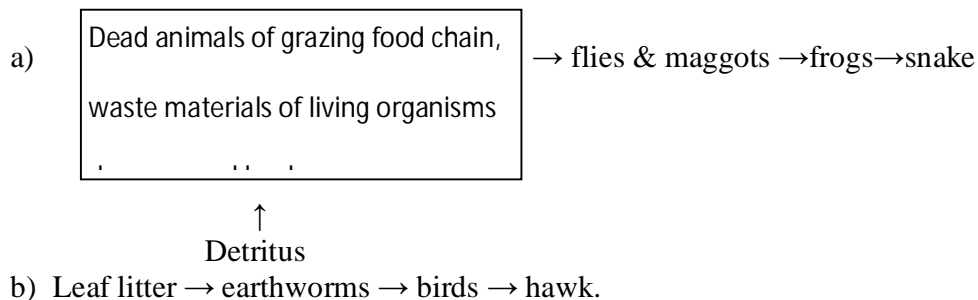 a) Dead animals of grazing food chain, → flies & maggots →frogs→snake
waste materials of living organisms
↑
Detritus
b) Leaf litter → earthworms → birds → hawk.